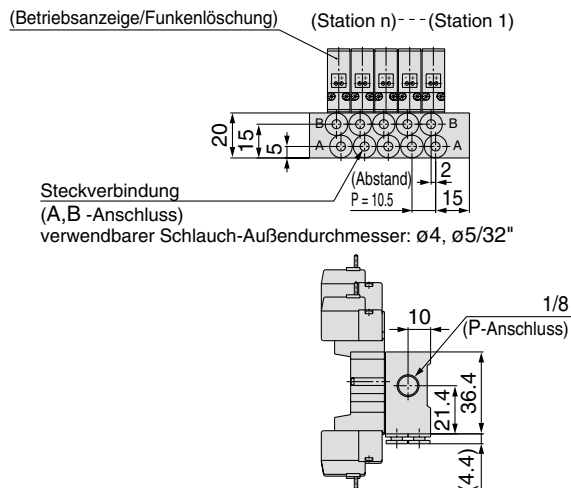 (Betriebsanzeige/Funkenlöschung)
(Station n)---(Station 1)
B
B
A
A
20
15
5
2
(Abstand)
P = 10.5
15
Steckverbindung
(A,B -Anschluss)
verwendbarer Schlauch-Außendurchmesser: ø4, ø5/32"
10
1/8
(P-Anschluss)
21.4
36.4
(4.4)